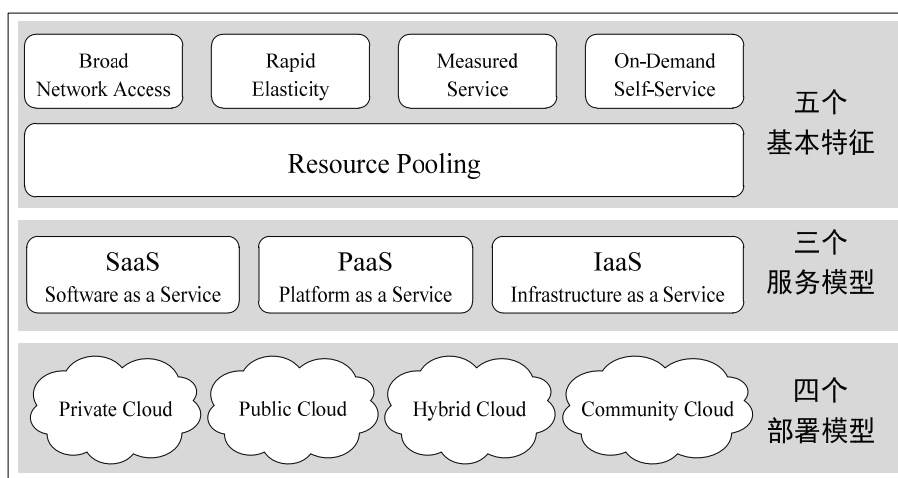 Broad
Network Access
Rapid
Elasticity
Measured
Service
On-Demand
Self-Service
Resource Pooling
五个
基本特征
SaaS
Software as a Service
PaaS
Platform as a Service
IaaS
Infrastructure as a Service
三个
服务模型
Private Cloud
Public Cloud
Hybrid Cloud
Community Cloud
四个
部署模型